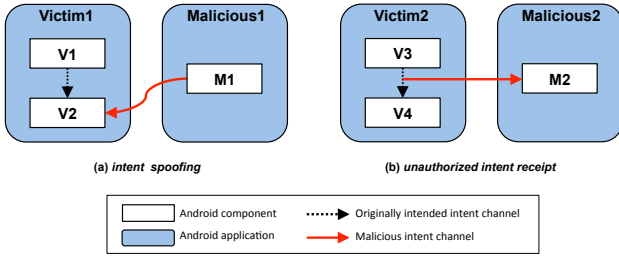 Victim1 Malicious1 Victim2 Malicious2
V1 V3
M1 M2
V2 V4
(a) intent spoofing (b) unauthorized intent receipt
Android component Originally intended intent channel
Android application Malicious intent channel